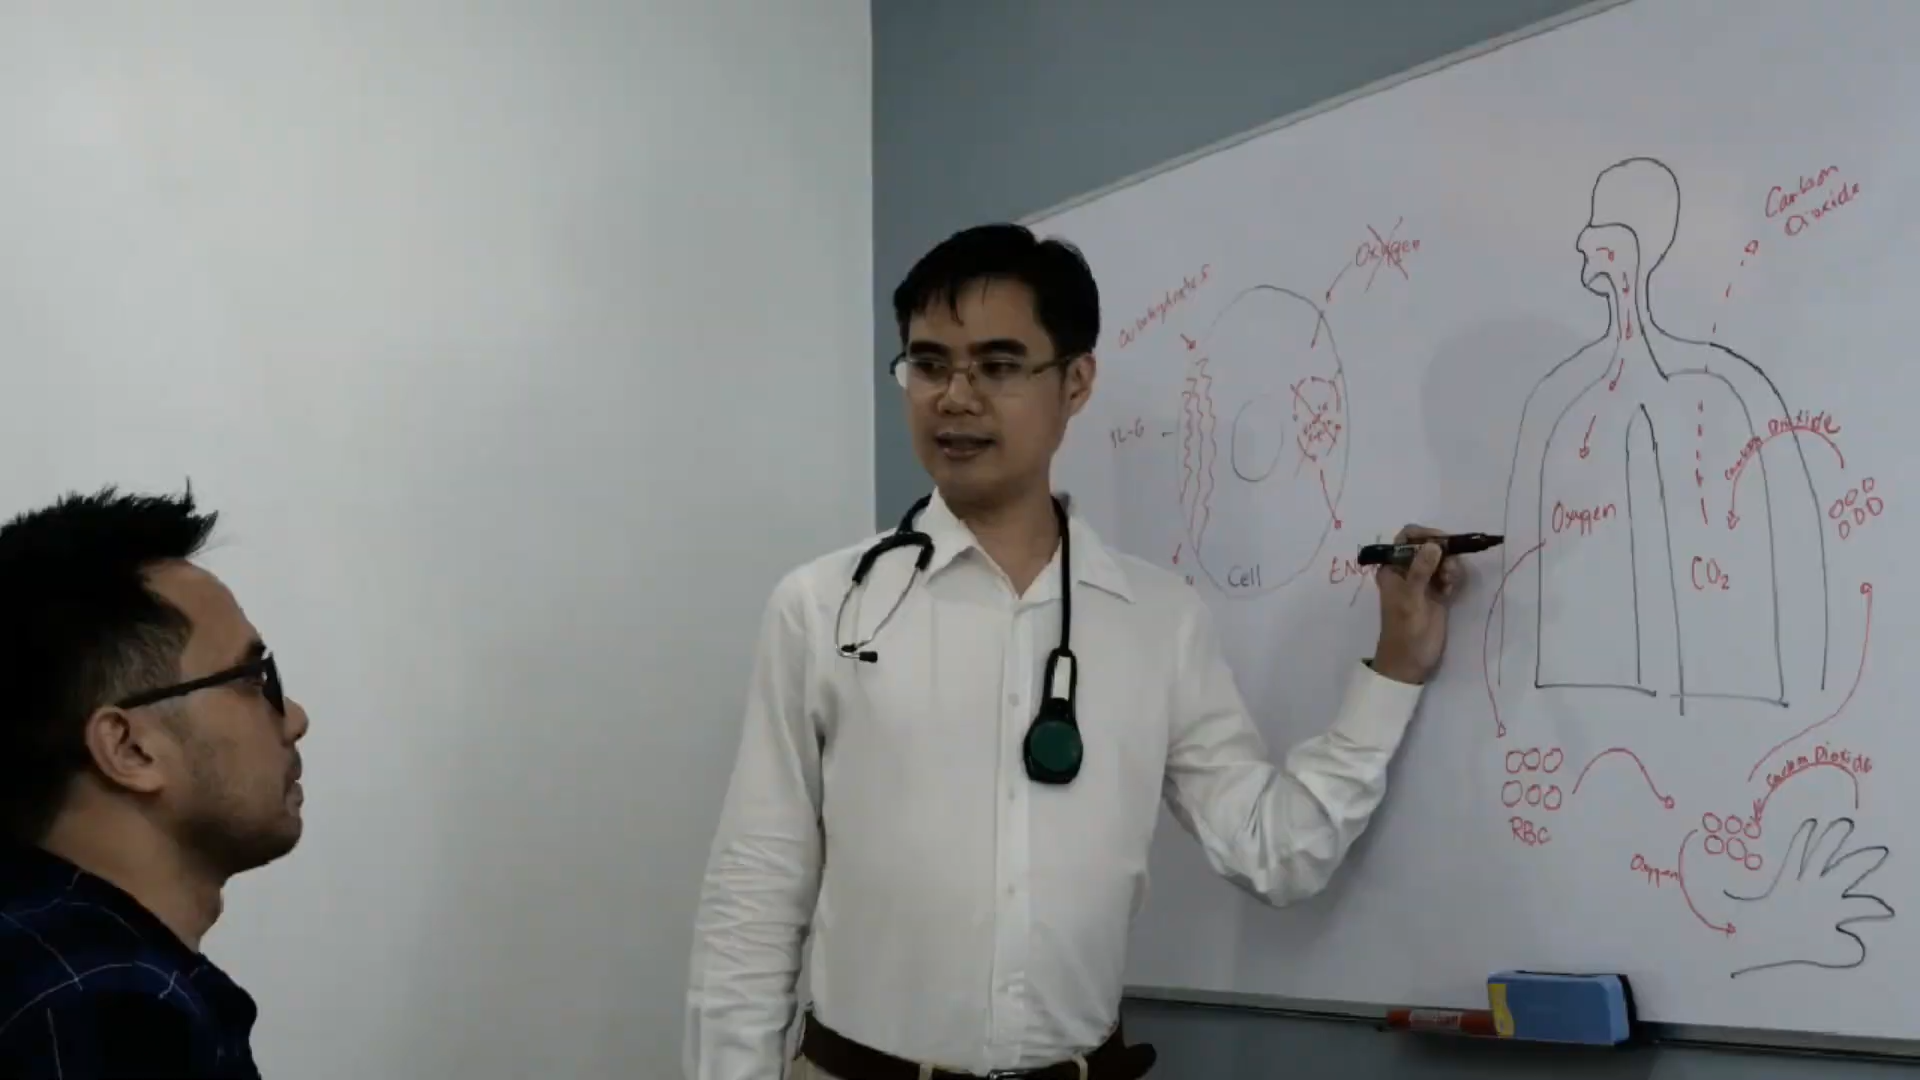 Carbohydrates
Oxygen
IL-6
Cell
Carbon
Dioxide
Carbon Dioxide
Oxygen
CO₂
RBC
Carbon Dioxide
Oxygen